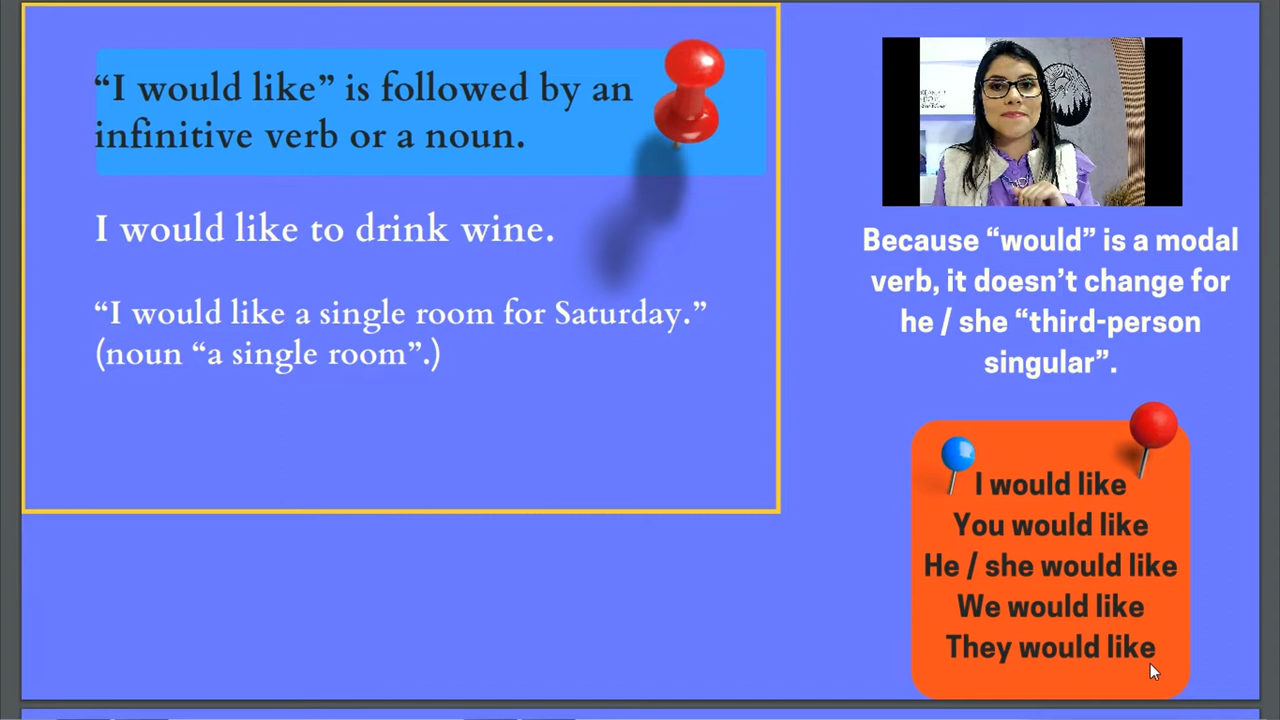 “I would like” is followed by an
infinitive verb or a noun.
I would like to drink wine.
“I would like a single room for Saturday.”
(noun “a single room”.)
Because “would” is a modal
verb, it doesn’t change for
he / she “third-person
singular”.
I would like
You would like
He / she would like
We would like
They would like